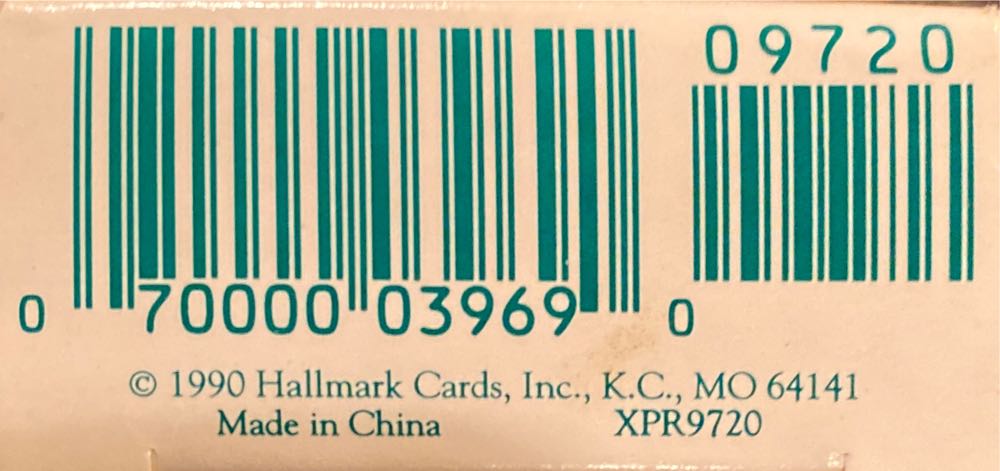 09720
0 70000 03969 0
© 1990 Hallmark Cards, Inc., K.C., MO 64141
Made in China XPR9720